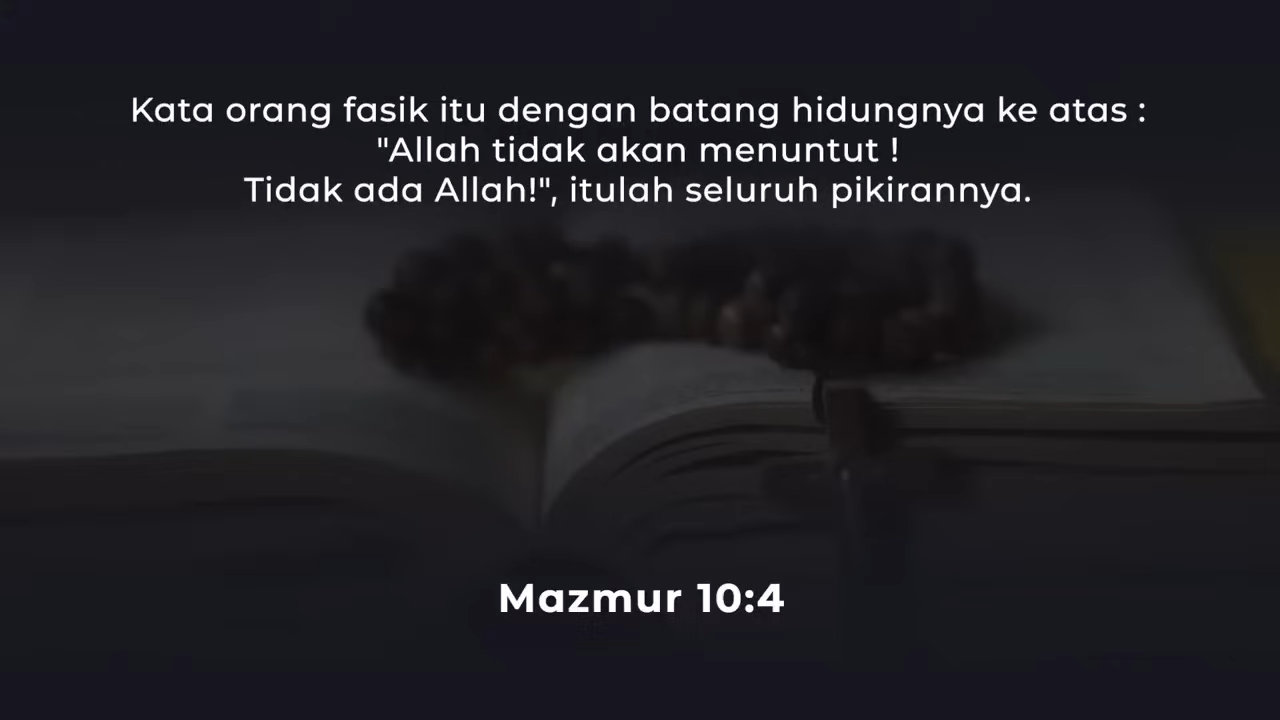 Kata orang fasik itu dengan batang hidungnya ke atas :
"Allah tidak akan menuntut !
Tidak ada Allah!", itulah seluruh pikirannya.
Mazmur 10:4